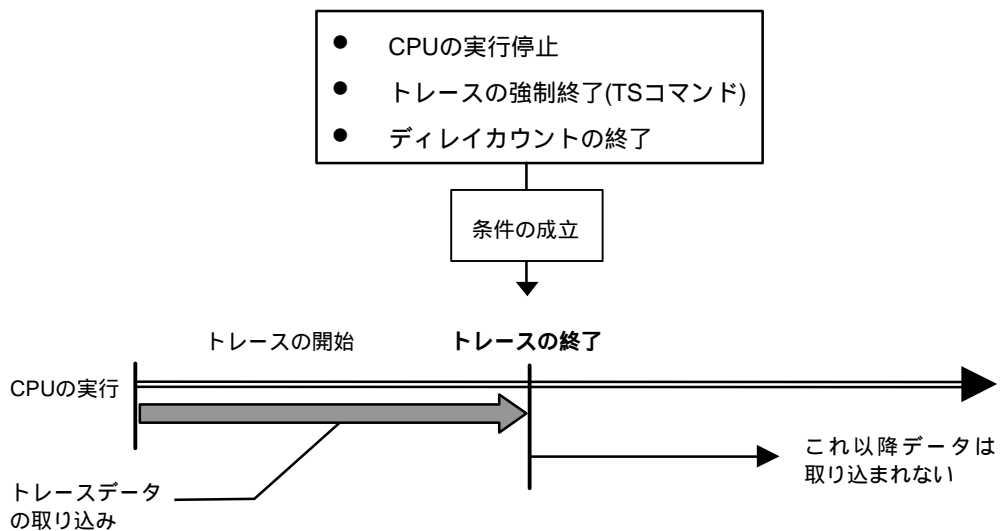 ● CPUの実行停止
● トレースの強制終了(TSコマンド)
● ディレイカウントの終了
条件の成立
トレースの開始
トレースの終了
CPUの実行
これ以降データは
取り込まれない
トレースデータ
の取り込み